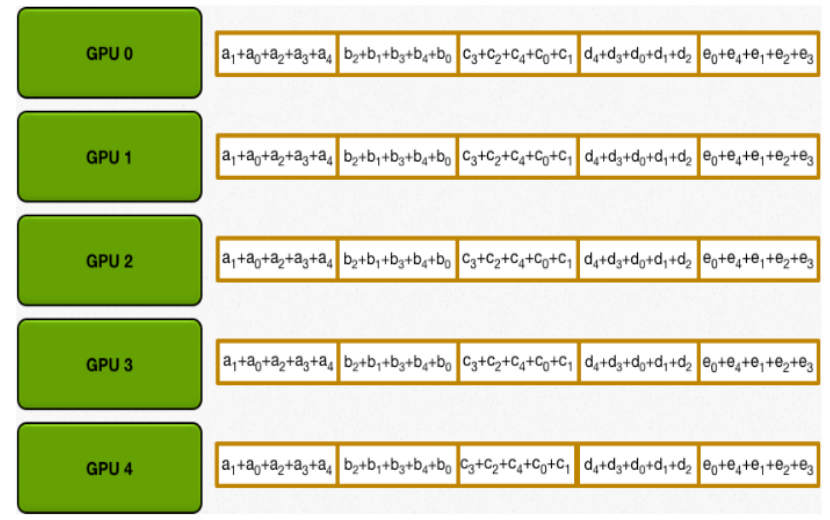 GPU 0 a₁+a₀+a₂+a₃+a₄ b₂+b₁+b₃+b₄+b₀ c₃+c₂+c₄+c₀+c₁ d₄+d₃+d₀+d₁+d₂ e₀+e₄+e₁+e₂+e₃
GPU 1 a₁+a₀+a₂+a₃+a₄ b₂+b₁+b₃+b₄+b₀ c₃+c₂+c₄+c₀+c₁ d₄+d₃+d₀+d₁+d₂ e₀+e₄+e₁+e₂+e₃
GPU 2 a₁+a₀+a₂+a₃+a₄ b₂+b₁+b₃+b₄+b₀ c₃+c₂+c₄+c₀+c₁ d₄+d₃+d₀+d₁+d₂ e₀+e₄+e₁+e₂+e₃
GPU 3 a₁+a₀+a₂+a₃+a₄ b₂+b₁+b₃+b₄+b₀ c₃+c₂+c₄+c₀+c₁ d₄+d₃+d₀+d₁+d₂ e₀+e₄+e₁+e₂+e₃
GPU 4 a₁+a₀+a₂+a₃+a₄ b₂+b₁+b₃+b₄+b₀ c₃+c₂+c₄+c₀+c₁ d₄+d₃+d₀+d₁+d₂ e₀+e₄+e₁+e₂+e₃